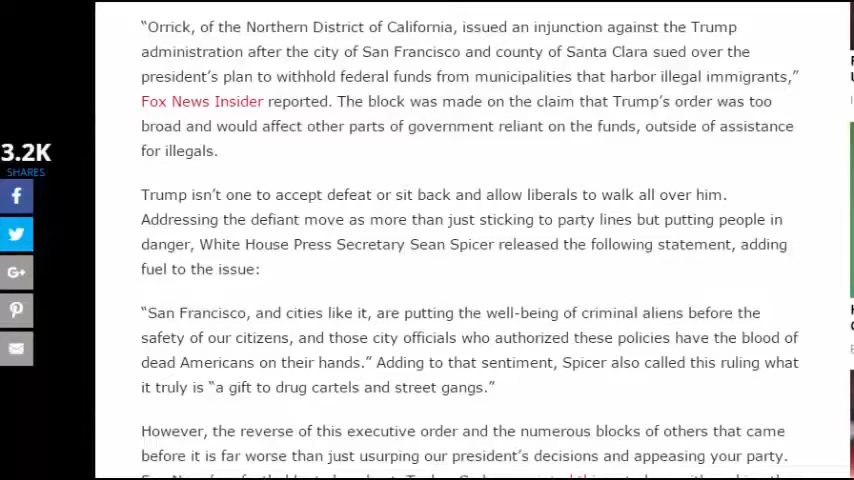 “Orrick, of the Northern District of California, issued an injunction against the Trump
administration after the city of San Francisco and county of Santa Clara sued over the
president’s plan to withhold federal funds from municipalities that harbor illegal immigrants,”
Fox News Insider reported. The block was made on the claim that Trump’s order was too
broad and would affect other parts of government reliant on the funds, outside of assistance
for illegals.
3.2K
SHARES
Trump isn’t one to accept defeat or sit back and allow liberals to walk all over him.
Addressing the defiant move as more than just sticking to party lines but putting people in
danger, White House Press Secretary Sean Spicer released the following statement, adding
fuel to the issue:
“San Francisco, and cities like it, are putting the well-being of criminal aliens before the
safety of our citizens, and those city officials who authorized these policies have the blood of
dead Americans on their hands.” Adding to that sentiment, Spicer also called this ruling what
it truly is “a gift to drug cartels and street gangs.”
However, the reverse of this executive order and the numerous blocks of others that came
before it is far worse than just usurping our president’s decisions and appeasing your party.